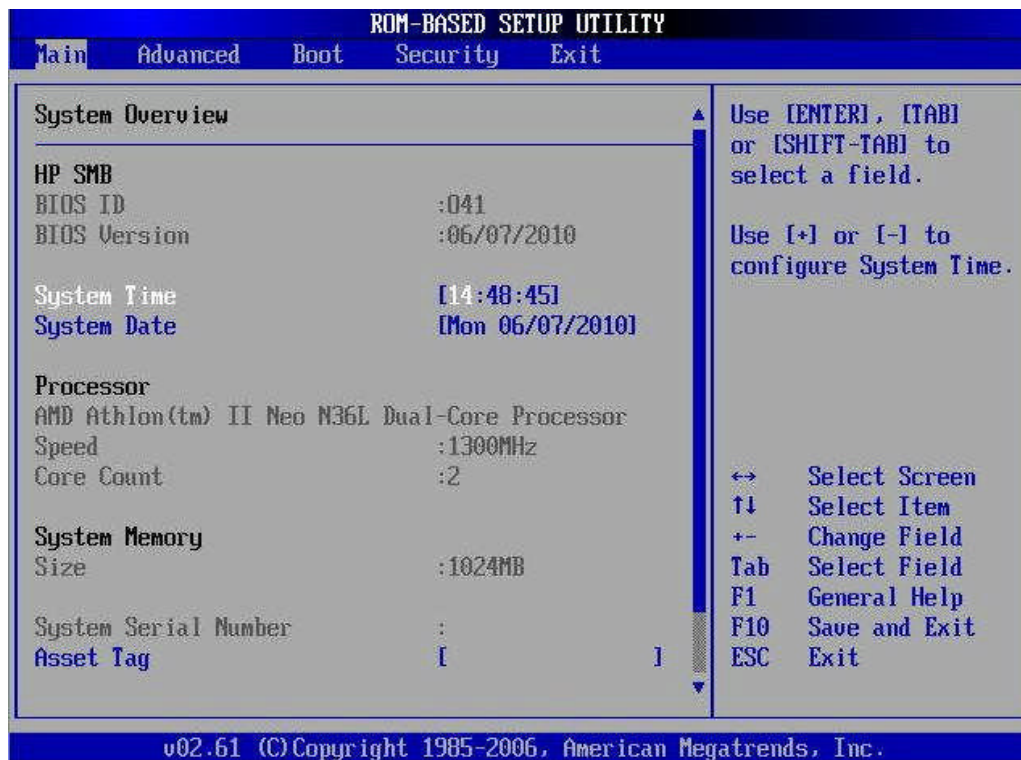 ROM-BASED SETUP UTILITY
Main Advanced Boot Security Exit
System Overview
HP SMB
BIOS ID :O41
BIOS Version :06/07/2010
System Time [14:48:45]
System Date [Mon 06/07/2010]
Processor
AMD Athlon(tm) II Neo N36L Dual-Core Processor
Speed :1300MHz
Core Count :2
System Memory
Size :1024MB
System Serial Number :
Asset Tag [ ]
Use [ENTER], [TAB]
or [SHIFT-TAB] to
select a field.
Use [+] or [-] to
configure System Time.
←→ Select Screen
↑↓ Select Item
+- Change Field
Tab Select Field
F1 General Help
F10 Save and Exit
ESC Exit
v02.61 (C)Copyright 1985-2006, American Megatrends, Inc.